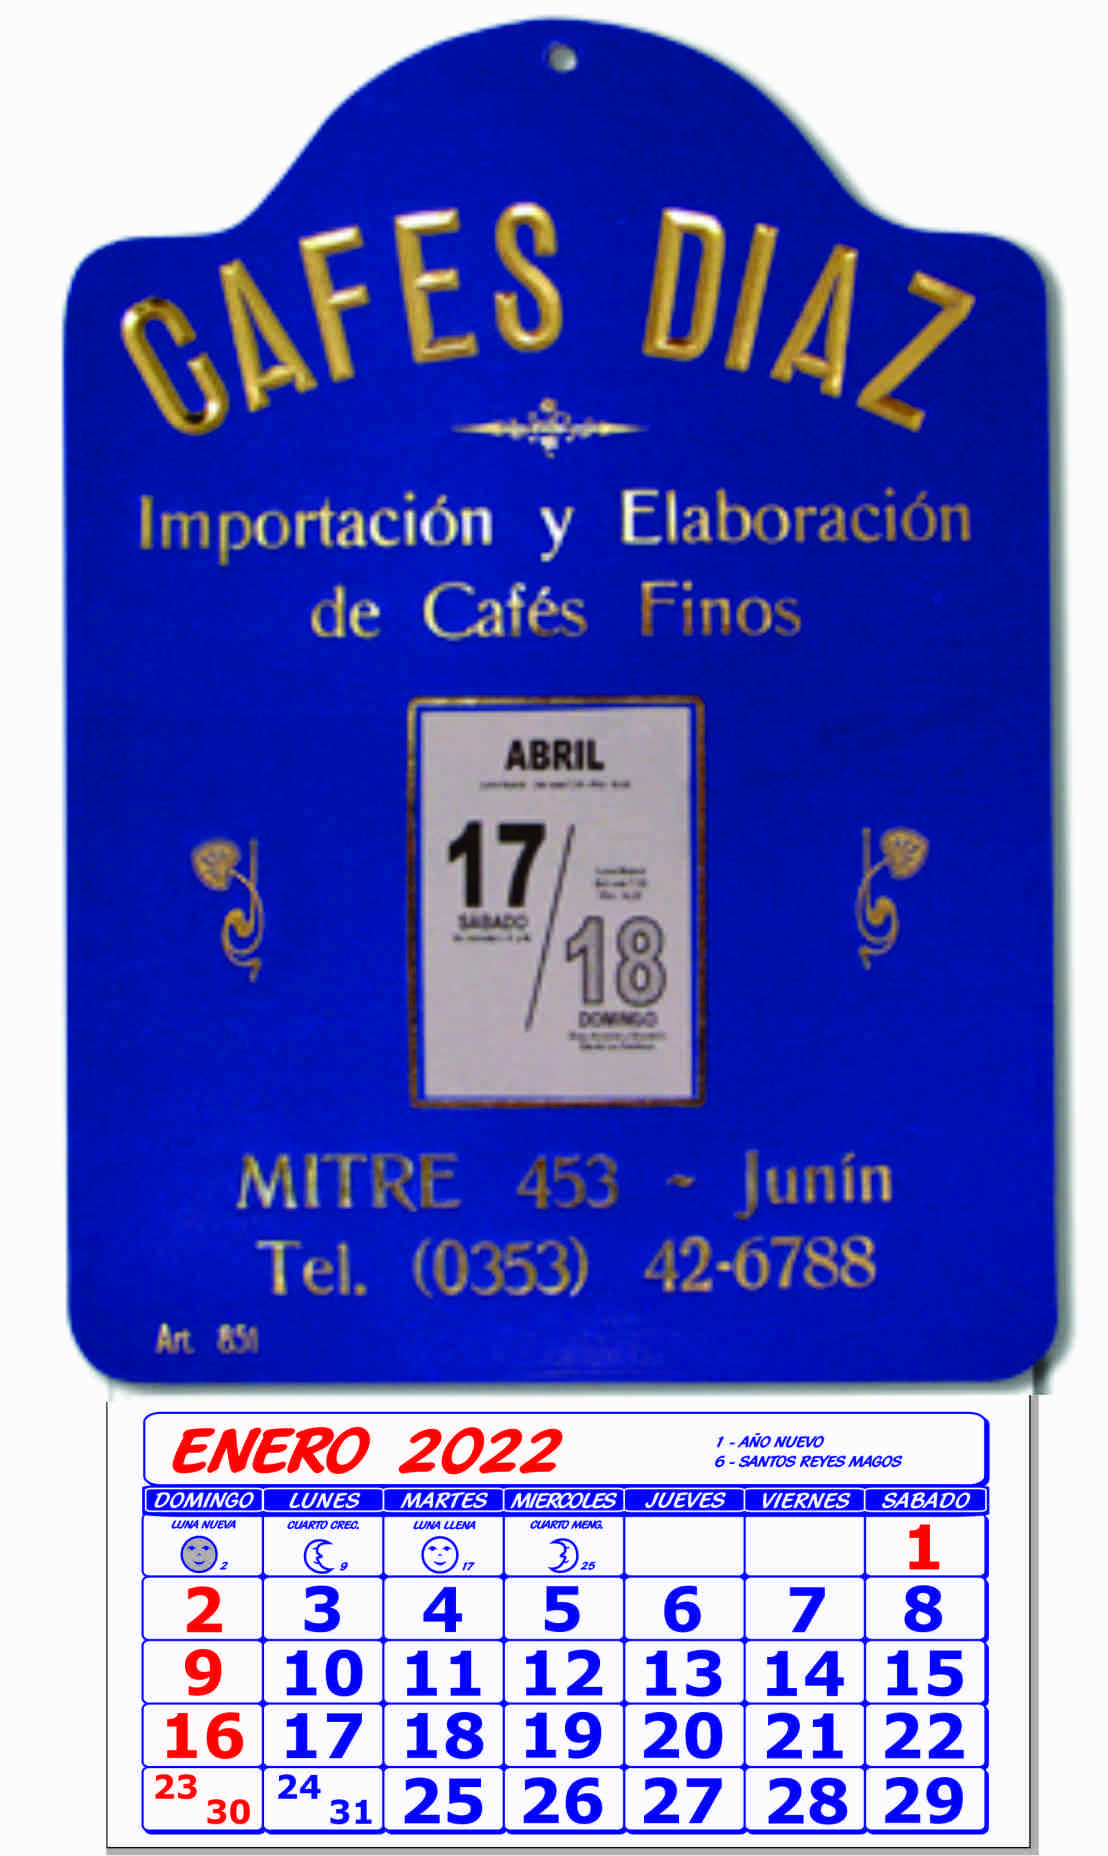 CAFES DIAZ
Importación y Elaboración
de Cafés Finos
ABRIL
17
SABADO
18
DOMINGO
MITRE 453 ~ Junín
Tel. (0353) 42-6788
Art. 851
ENERO 2022
1 - AÑO NUEVO
6 - SANTOS REYES MAGOS
DOMINGO LUNES MARTES MIERCOLES JUEVES VIERNES SABADO
LUNA NUEVA CUARTO CREC. LUNA LLENA CUARTO MENG.
2 9 17 25 1
2 3 4 5 6 7 8
9 10 11 12 13 14 15
16 17 18 19 20 21 22
23 30 24 31 25 26 27 28 29